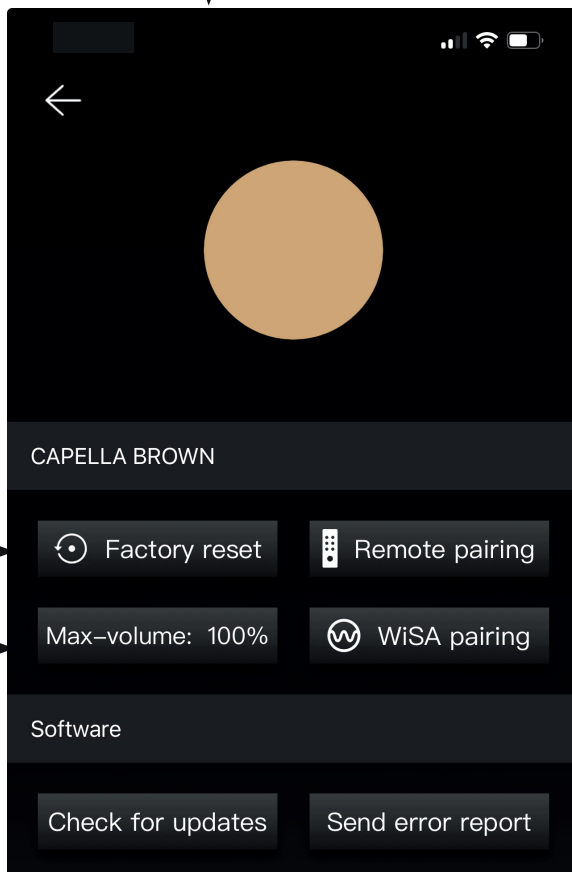 CAPELLA BROWN
Factory reset
Remote pairing
Max-volume: 100%
WiSA pairing
Software
Check for updates
Send error report